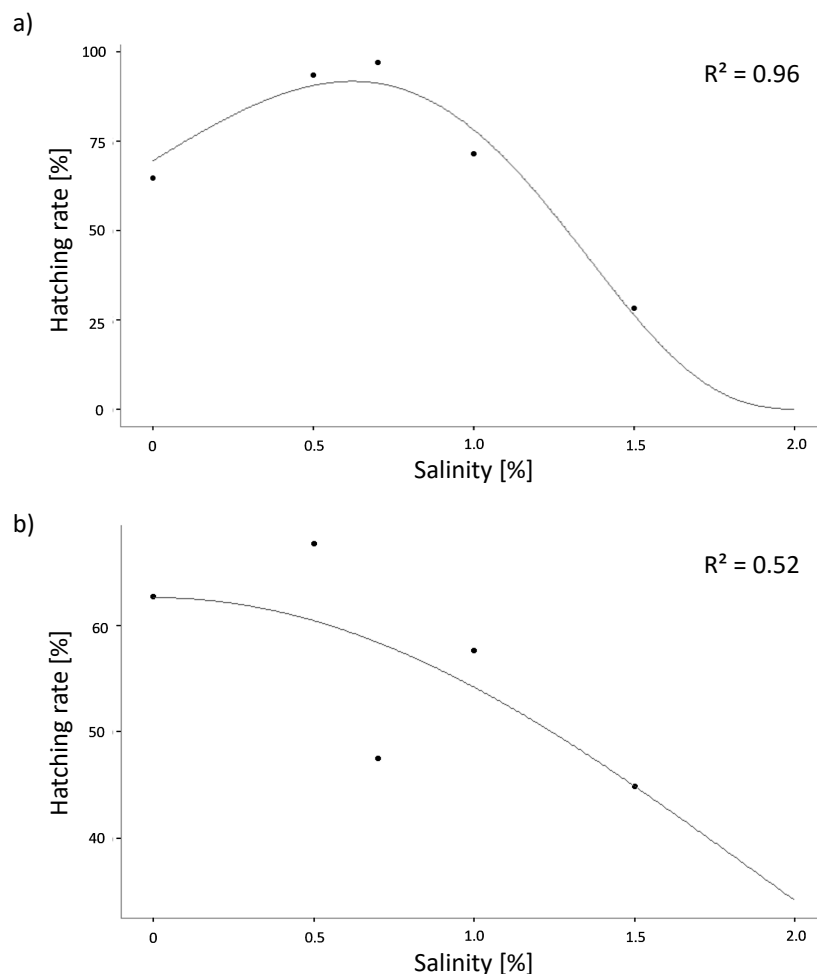 a)
R² = 0.96
Hatching rate [%]
100
75
50
25
0
0 0.5 1.0 1.5 2.0
Salinity [%]
b)
R² = 0.52
Hatching rate [%]
60
50
40
0 0.5 1.0 1.5 2.0
Salinity [%]